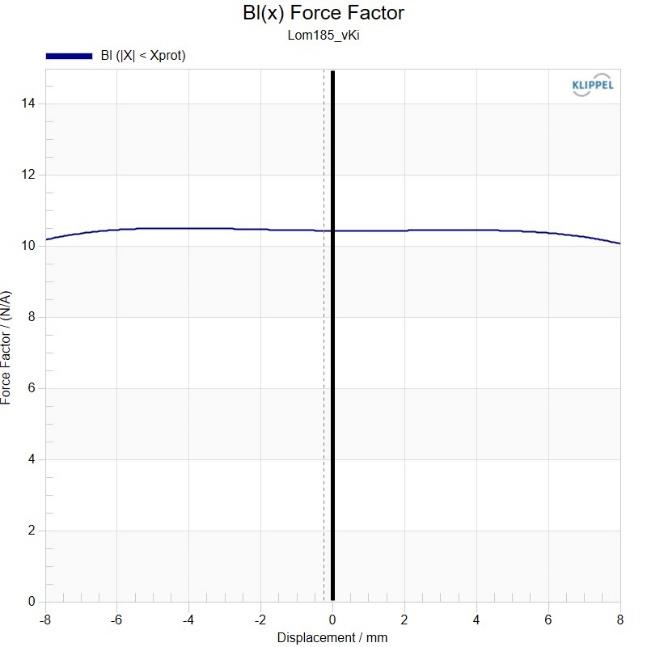 Bl(x) Force Factor
Lom185_vKi
Bl (|X| < Xprot)
KLIPPEL
14
12
10
8
6
4
2
0
Force Factor / (N/A)
-8 -6 -4 -2 0 2 4 6 8
Displacement / mm